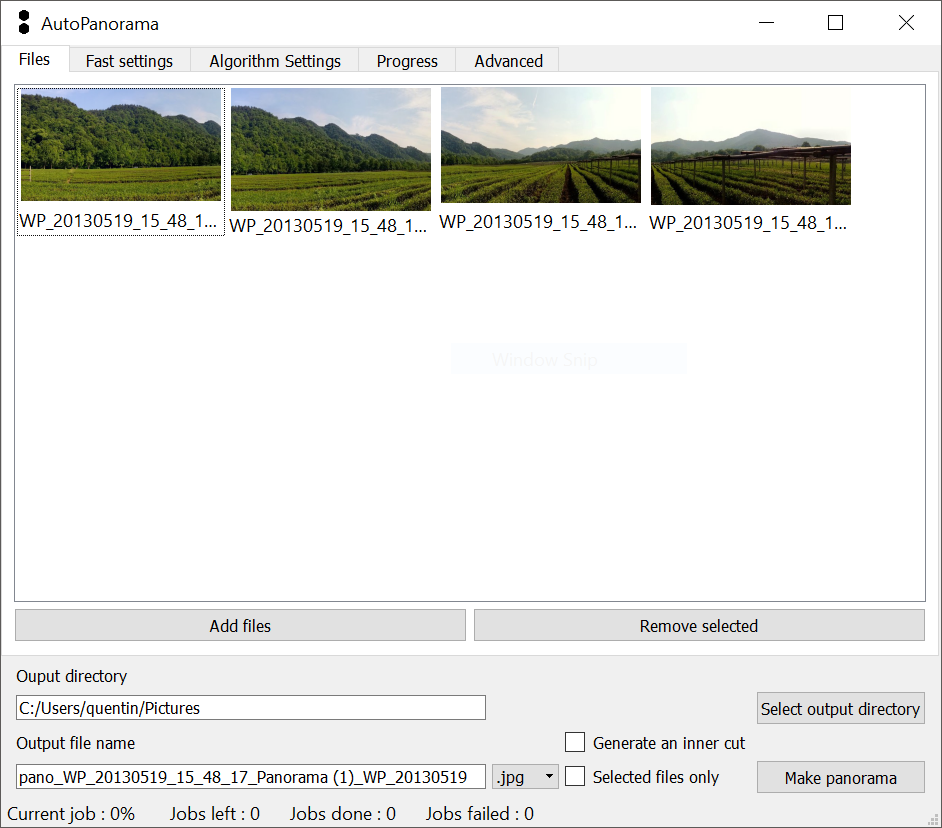 AutoPanorama
Files Fast settings Algorithm Settings Progress Advanced
WP_20130519_15_48_1... WP_20130519_15_48_1... WP_20130519_15_48_1... WP_20130519_15_48_1...
Window Snip
Add files Remove selected
Ouput directory
C:/Users/quentin/Pictures Select output directory
Output file name Generate an inner cut
pano_WP_20130519_15_48_17_Panorama (1)_WP_20130519 .jpg Selected files only Make panorama
Current job : 0% Jobs left : 0 Jobs done : 0 Jobs failed : 0